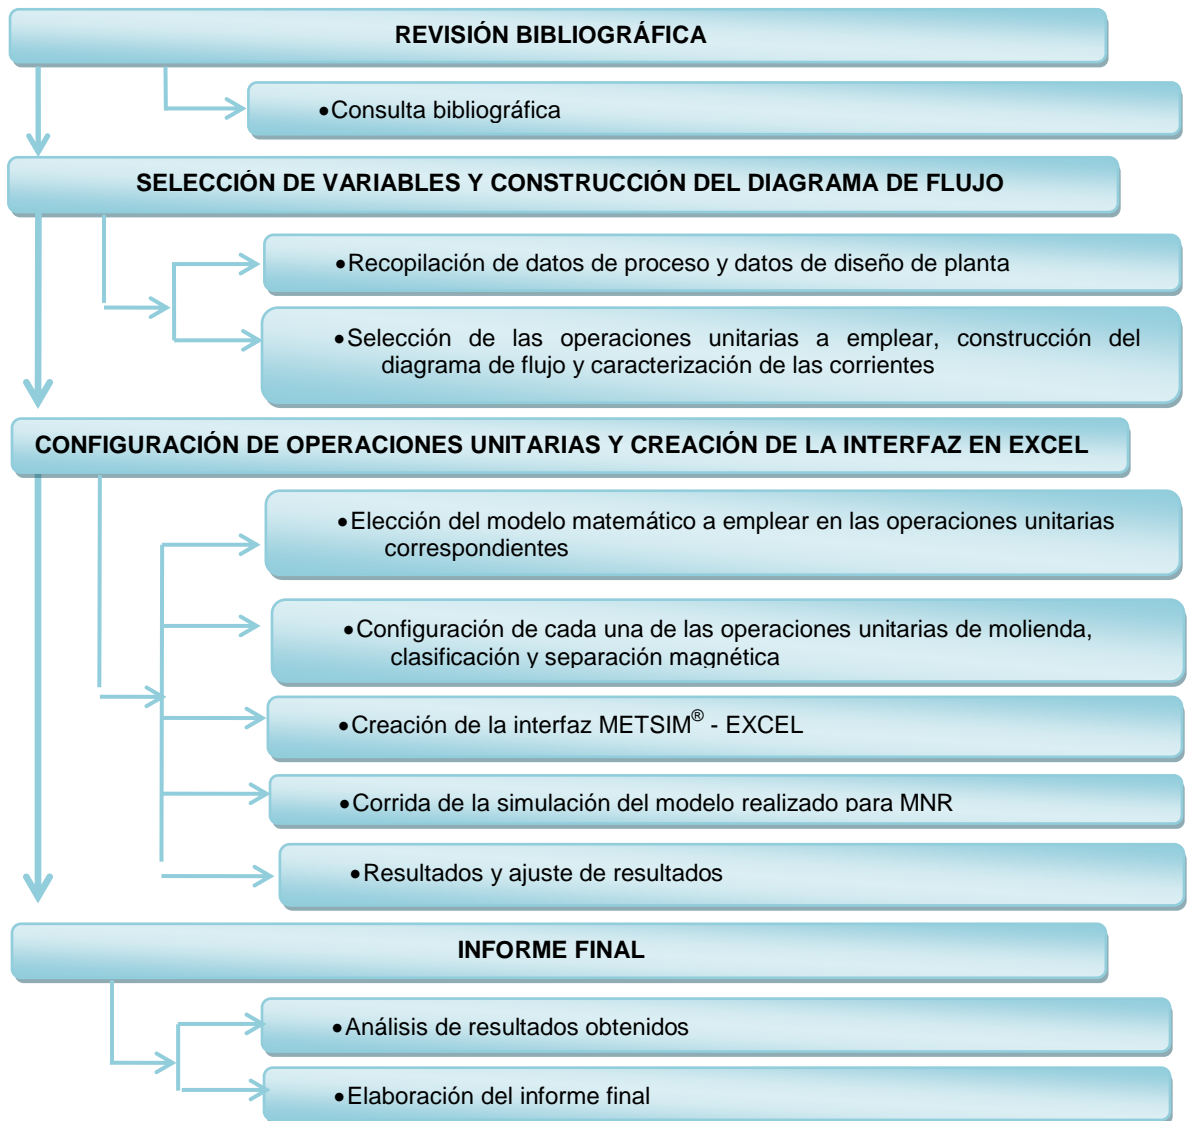 REVISIÓN BIBLIOGRÁFICA
•Consulta bibliográfica
SELECCIÓN DE VARIABLES Y CONSTRUCCIÓN DEL DIAGRAMA DE FLUJO
•Recopilación de datos de proceso y datos de diseño de planta
•Selección de las operaciones unitarias a emplear, construcción del
diagrama de flujo y caracterización de las corrientes
CONFIGURACIÓN DE OPERACIONES UNITARIAS Y CREACIÓN DE LA INTERFAZ EN EXCEL
•Elección del modelo matemático a emplear en las operaciones unitarias
correspondientes
•Configuración de cada una de las operaciones unitarias de molienda,
clasificación y separación magnética
•Creación de la interfaz METSIM® - EXCEL
•Corrida de la simulación del modelo realizado para MNR
•Resultados y ajuste de resultados
INFORME FINAL
•Análisis de resultados obtenidos
•Elaboración del informe final